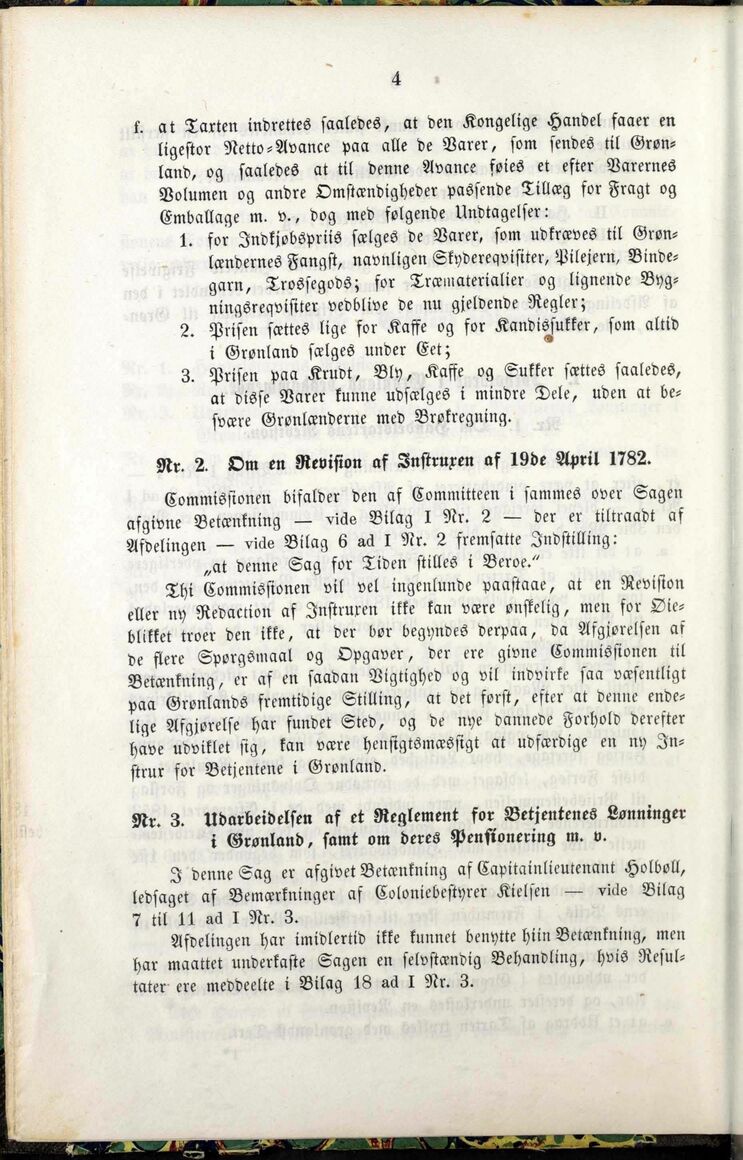 4
f. at Taxten indrettes saaledes, at den Kongelige Handel faaer en
ligestor Netto-Avance paa alle de Varer, som sendes til Grøn-
land, og saaledes at til denne Avance føies et efter Varernes
Volumen og andre Omstændigheder passende Tillæg for Fragt og
Emballage m. v., dog med følgende Undtagelser:
1. for Indkjøbspriis sælges de Varer, som udkræves til Grøn-
lændernes Fangst, navnligen Skydereqvisiter, Pilejern, Binde-
garn, Trossegods; for Træmaterialier og lignende Byg-
ningsreqvisiter vedblive de nu gjeldende Regler;
2. Prisen sættes lige for Kaffe og for Kandissukker, som altid
i Grønland sælges under Eet;
3. Prisen paa Krudt, Bly, Kaffe og Sukker sættes saaledes,
at disse Varer kunne udsælges i mindre Dele, uden at be-
svære Grønlænderne med Brøkregning.
Nr. 2. Om en Revision af Instruxen af 19de April 1782.
Commissionen bifalder den af Committeen i sammes over Sagen
afgivne Betænkning — vide Bilag I Nr. 2 — der er tiltraadt af
Afdelingen — vide Bilag 6 ad I Nr. 2 fremsatte Indstilling:
„at denne Sag for Tiden stilles i Beroe.“
Thi Commissionen vil vel ingenlunde paastaae, at en Revision
eller ny Redaction af Instruxen ikke kan være ønskelig, men for Øie-
blikket troer den ikke, at der bør begyndes derpaa, da Afgjørelsen af
de flere Spørgsmaal og Opgaver, der ere givne Commissionen til
Betænkning, er af en saadan Vigtighed og vil indvirke saa væsentligt
paa Grønlands fremtidige Stilling, at det først, efter at denne ende-
lige Afgjørelse har fundet Sted, og de nye dannede Forhold derefter
have udviklet sig, kan være hensigtsmæssigt at udfærdige en ny In-
strux for Betjentene i Grønland.
Nr. 3. Udarbeidelsen af et Reglement for Betjentenes Lønninger
i Grønland, samt om deres Pensionering m. v.
I denne Sag er afgivet Betænkning af Capitainlieutenant Holbøll,
ledsaget af Bemærkninger af Coloniebestyrer Kielsen — vide Bilag
7 til 11 ad I Nr. 3.
Afdelingen har imidlertid ikke kunnet benytte hiin Betænkning, men
har maattet underkaste Sagen en selvstændig Behandling, hvis Resul-
tater ere meddeelte i Bilag 18 ad I Nr. 3.